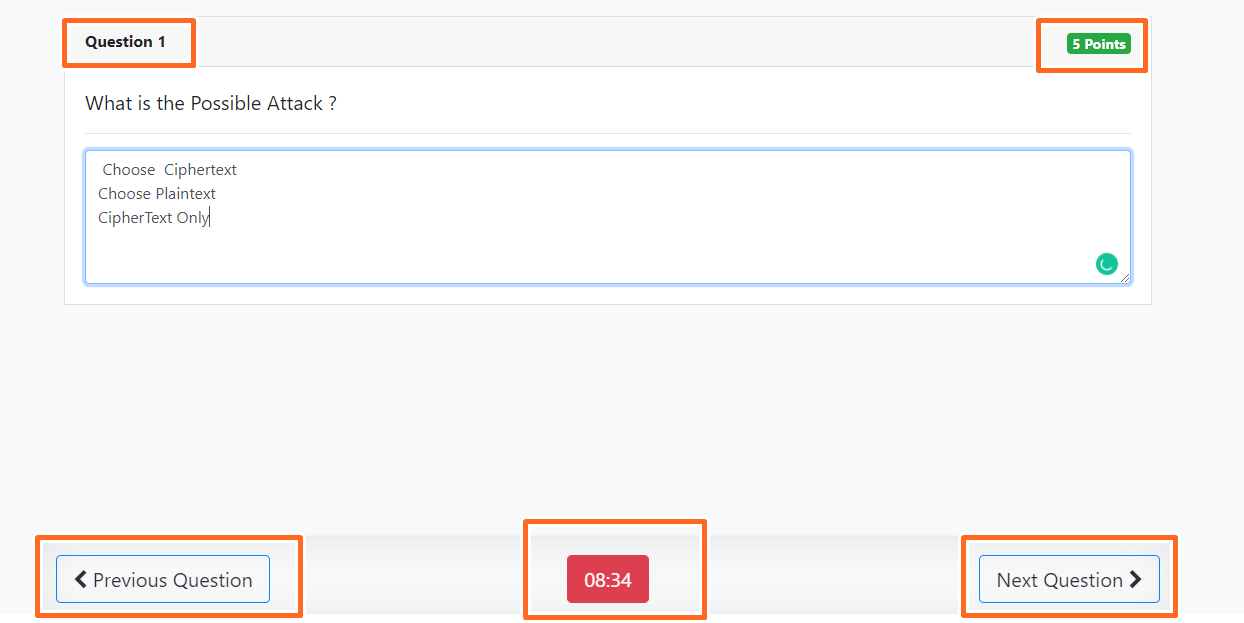 Question 1
5 Points
What is the Possible Attack ?
Choose  Ciphertext
Choose Plaintext
CipherText Only
Previous Question
08:34
Next Question